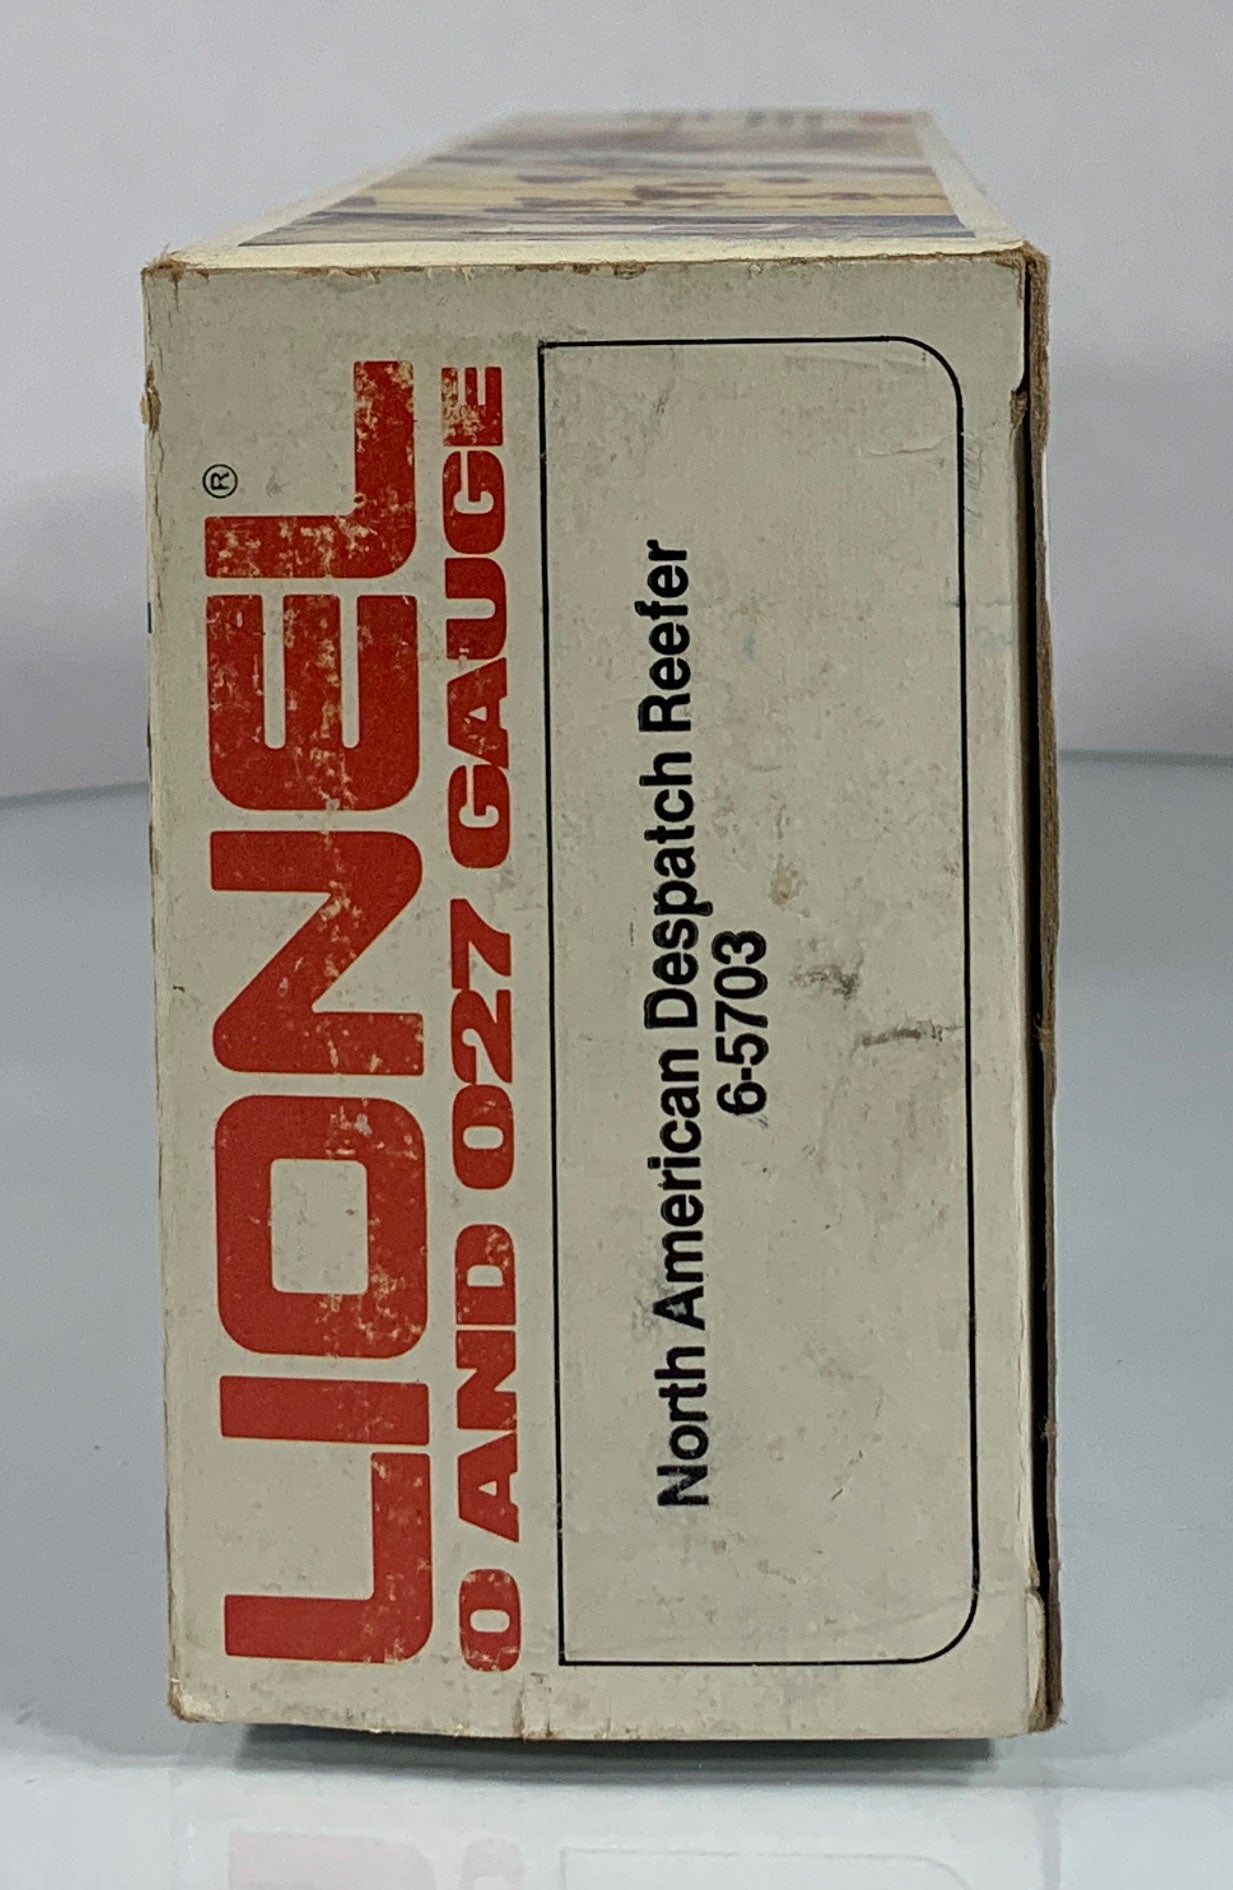 LIONEL®
O AND O27 GAUGE
North American Despatch Reefer
6-5703